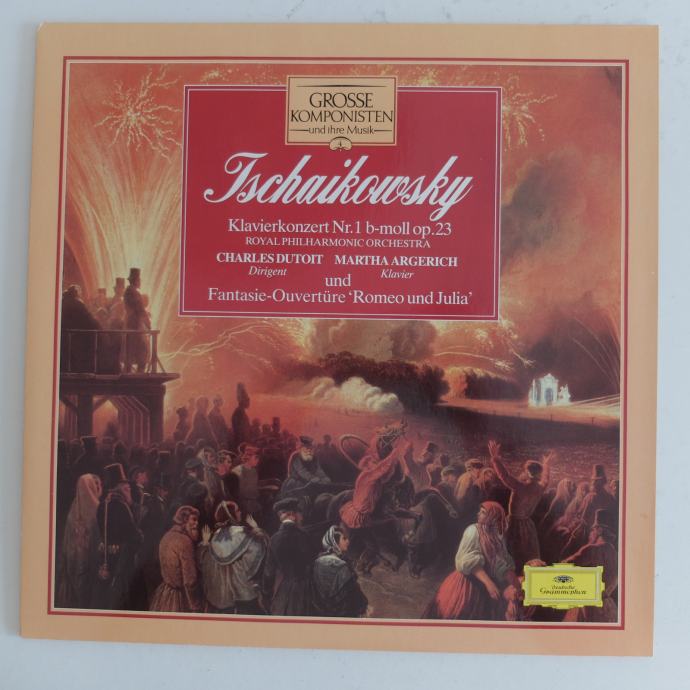 GROSSE
KOMPONISTEN
und ihre Musik
4
Tschaikowsky
Klavierkonzert Nr.1 b-moll op.23
ROYAL PHILHARMONIC ORCHESTRA
CHARLES DUTOIT MARTHA ARGERICH
Dirigent Klavier
und
Fantasie-Ouvertüre ‘Romeo und Julia’
Deutsche
Grammophon